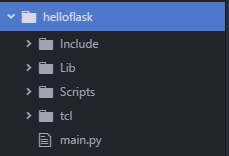 helloflask
Include
Lib
Scripts
tcl
main.py